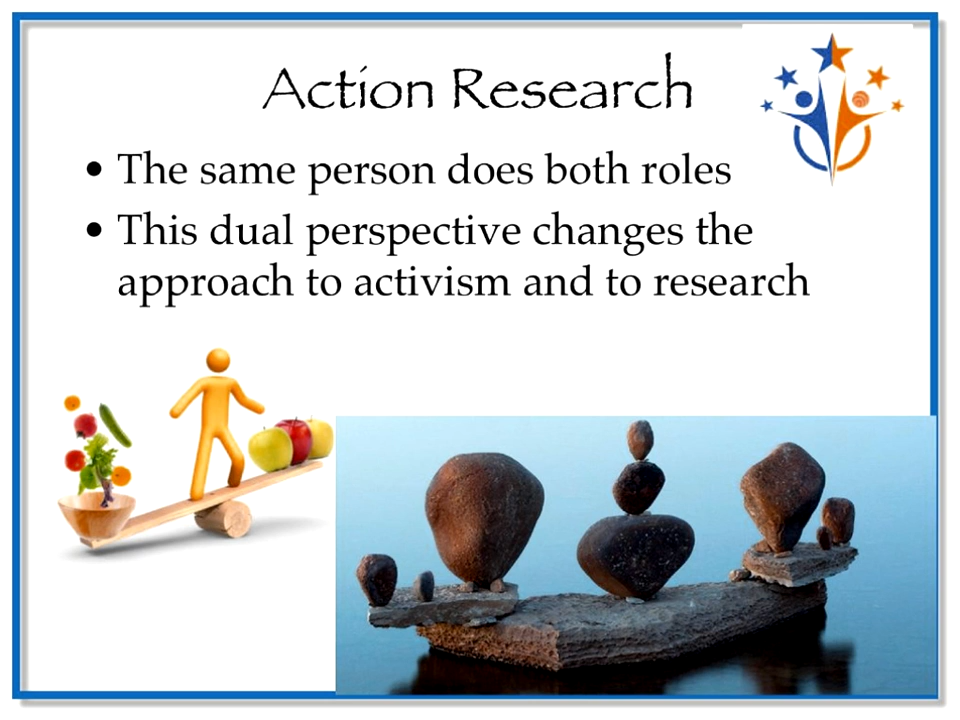 Action Research
• The same person does both roles
• This dual perspective changes the
approach to activism and to research